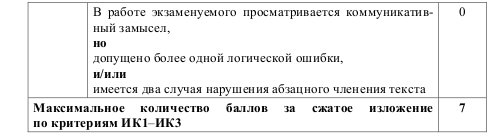 В работе экзаменуемого просматривается коммуникатив- 0
ный замысел,
но
допущено более одной логической ошибки,
и/или
имеется два случая нарушения абзацного членения текста
Максимальное количество баллов за сжатое изложение 7
по критериям ИК1–ИК3